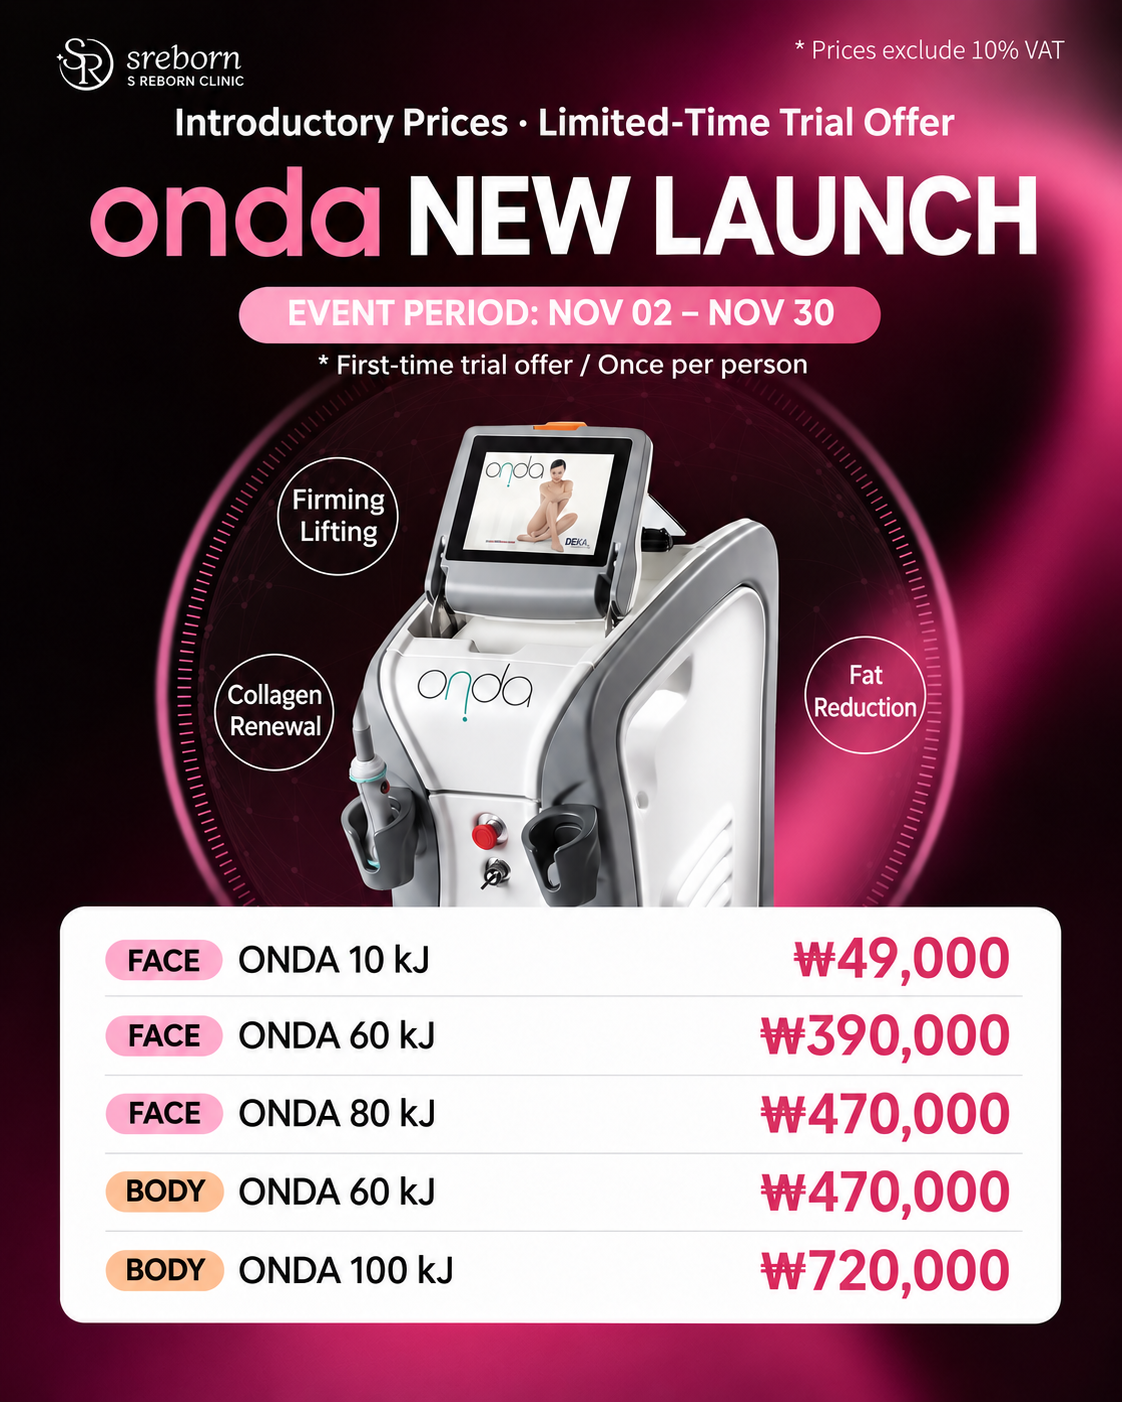 SR
sreborn
S REBORN CLINIC
* Prices exclude 10% VAT
Introductory Prices · Limited-Time Trial Offer
onda NEW LAUNCH
EVENT PERIOD: NOV 02 – NOV 30
* First-time trial offer / Once per person
Firming
Lifting
onda
DEKA
Collagen
Renewal
onda
Fat
Reduction
FACE ONDA 10 kJ ₩49,000
FACE ONDA 60 kJ ₩390,000
FACE ONDA 80 kJ ₩470,000
BODY ONDA 60 kJ ₩470,000
BODY ONDA 100 kJ ₩720,000